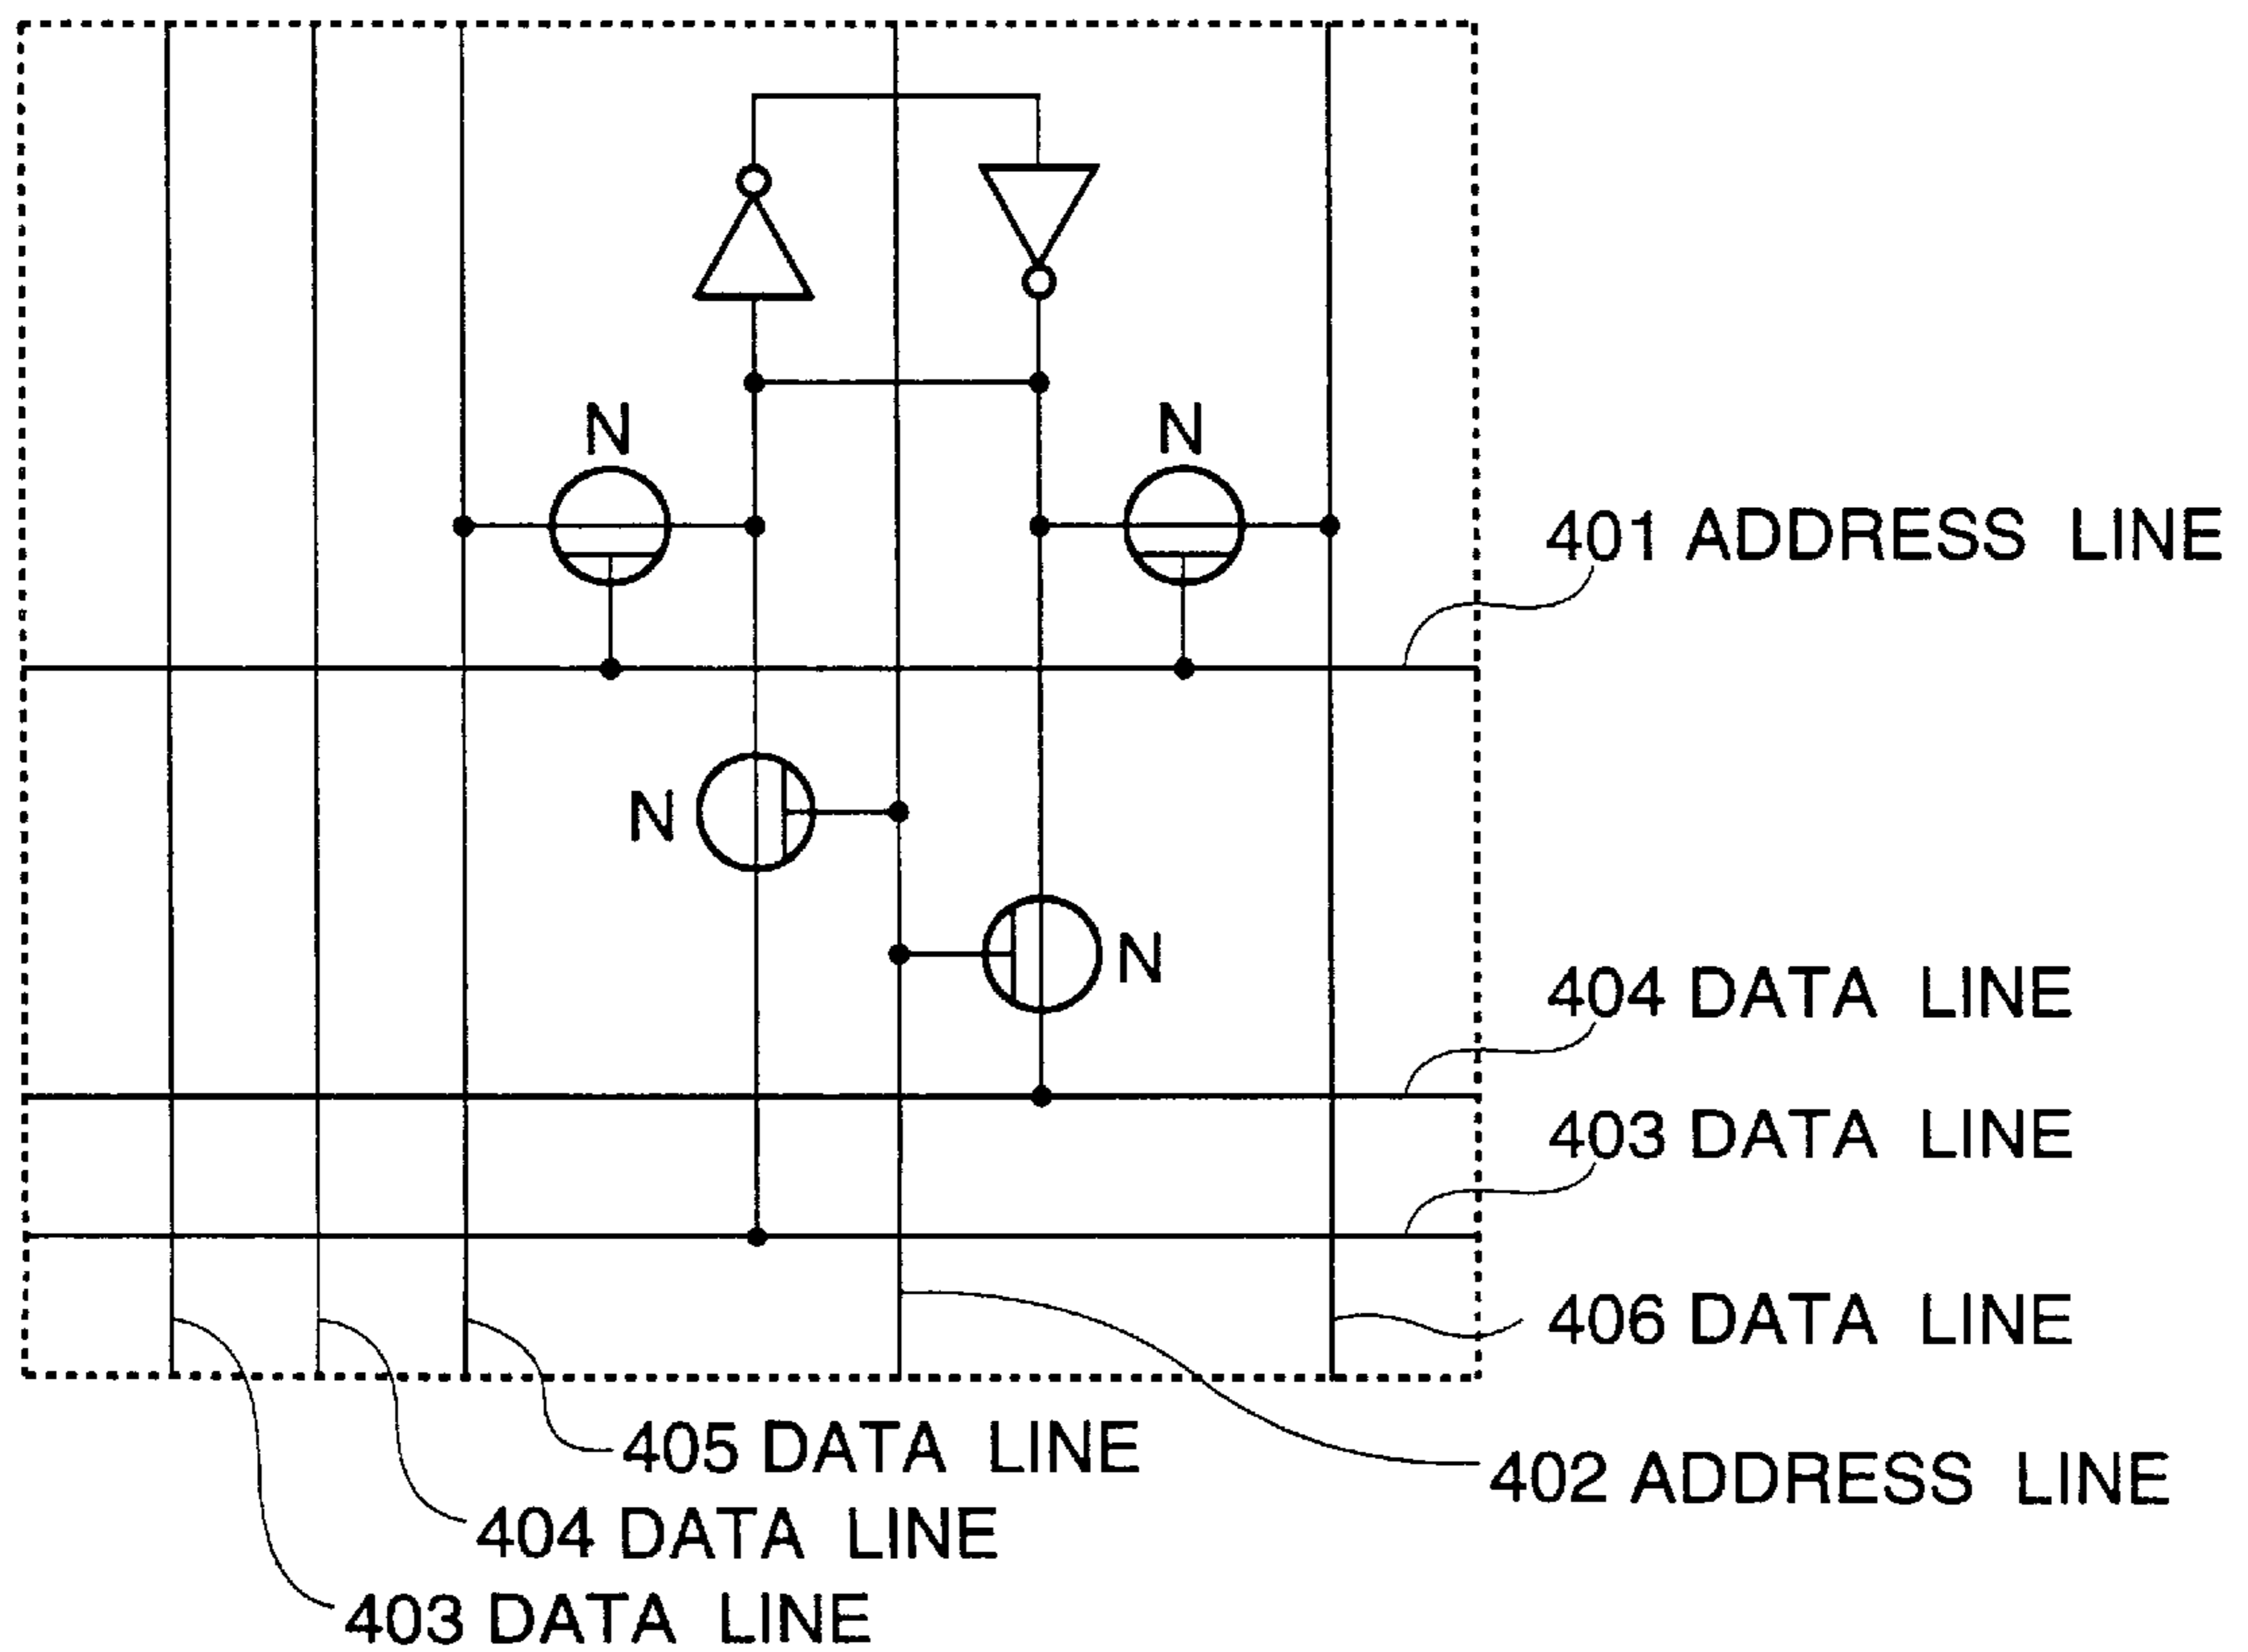 N
N
401 ADDRESS LINE
N
N
404 DATA LINE
403 DATA LINE
406 DATA LINE
405 DATA LINE
402 ADDRESS LINE
404 DATA LINE
403 DATA LINE